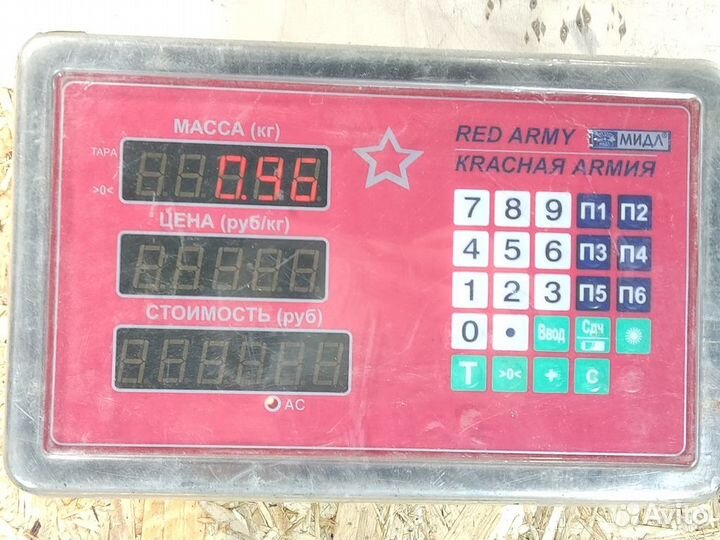 МАССА (кг)
ТАРА
>0<
0.96
ЦЕНА (руб/кг)
СТОИМОСТЬ (руб)
AC
RED ARMY
МИДЛ®
КRАСНАЯ АRМИЯ
7 8 9 П1 П2
4 5 6 П3 П4
1 2 3 П5 П6
0 • Ввод Сдч
T >0< + C
Avito